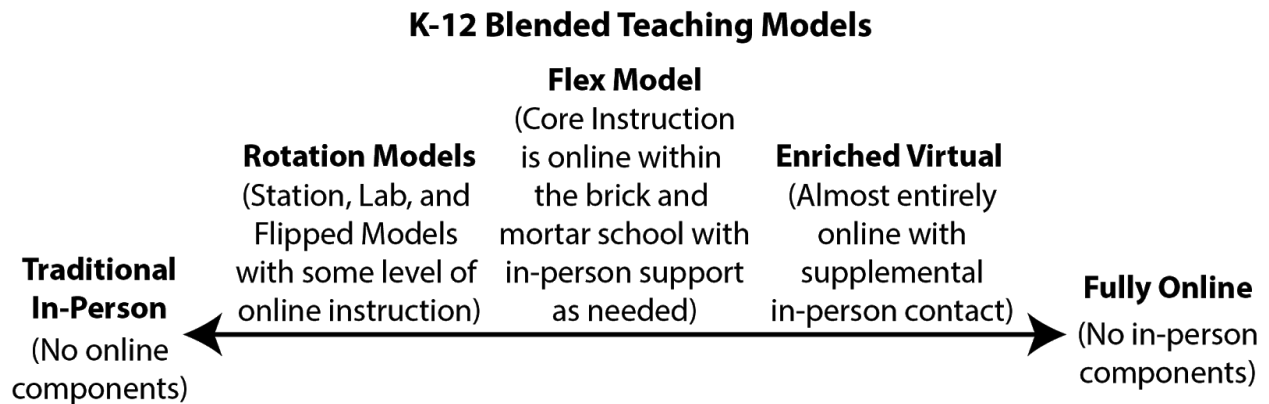 K-12 Blended Teaching Models
Traditional
In-Person
(No online
components)
Rotation Models
(Station, Lab, and
Flipped Models
with some level of
online instruction)
Flex Model
(Core Instruction
is online within
the brick and
mortar school with
in-person support
as needed)
Enriched Virtual
(Almost entirely
online with
supplemental
in-person contact)
Fully Online
(No in-person
components)